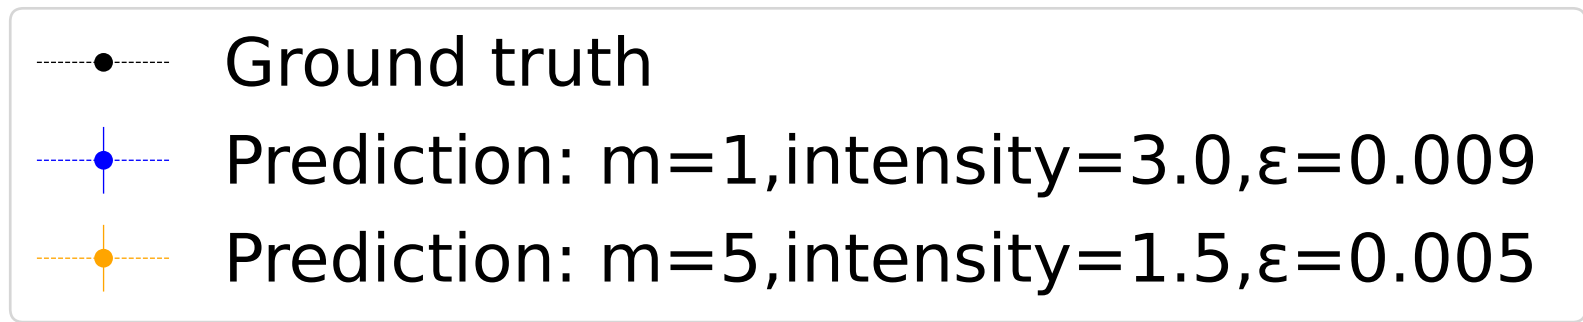 Ground truth
Prediction: m=1,intensity=3.0,ε=0.009
Prediction: m=5,intensity=1.5,ε=0.005